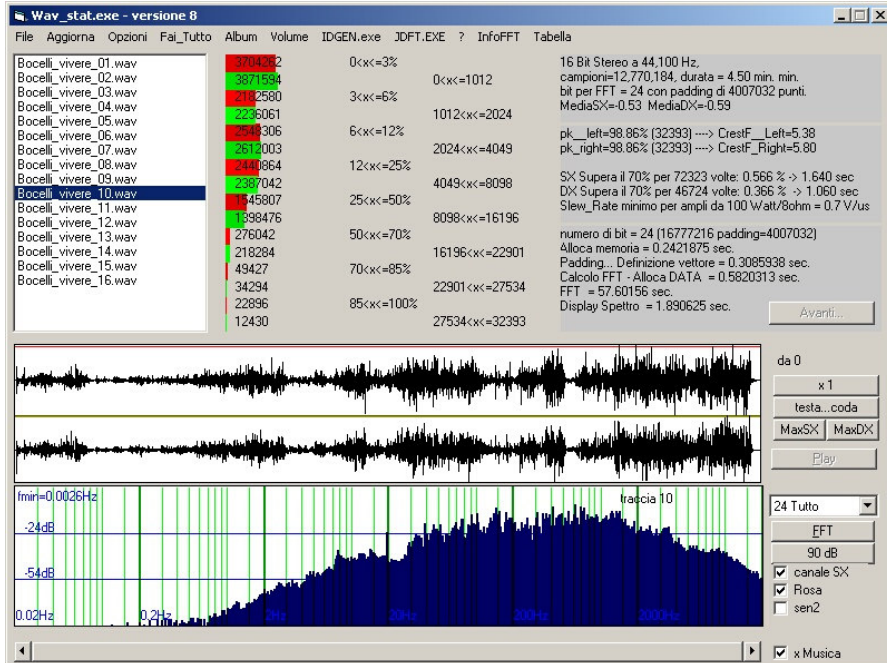 Wav_stat.exe - versione 8
File Aggiorna Opzioni Fai_Tutto Album Volume IDGEN.exe JDFT.EXE ? InfoFFT Tabella
Bocelli_vivere_01.wav
Bocelli_vivere_02.wav
Bocelli_vivere_03.wav
Bocelli_vivere_04.wav
Bocelli_vivere_05.wav
Bocelli_vivere_06.wav
Bocelli_vivere_07.wav
Bocelli_vivere_08.wav
Bocelli_vivere_09.wav
Bocelli_vivere_10.wav
Bocelli_vivere_11.wav
Bocelli_vivere_12.wav
Bocelli_vivere_13.wav
Bocelli_vivere_14.wav
Bocelli_vivere_15.wav
Bocelli_vivere_16.wav
3704262 0<x<=3%
3871594 0<x<=1012
2182580 3<x<=6%
2236061 1012<x<=2024
2548306 6<x<=12%
2612003 2024<x<=4049
2440864 12<x<=25%
2387042 4049<x<=8098
1545807 25<x<=50%
1398476 8098<x<=16196
276042 50<x<=70%
218284 16196<x<=22901
49427 70<x<=85%
34294 22901<x<=27534
22896 85<x<=100%
12430 27534<x<=32393
16 Bit Stereo a 44,100 Hz,
campioni=12,770,184, durata = 4.50 min. min.
bit per FFT = 24 con padding di 4007032 punti.
MediaSX=-0.53 MediaDX=-0.59
pk__left=98.86% (32393) ----> CrestF__Left=5.38
pk_right=98.86% (32393) ----> CrestF_Right=5.80
SX Supera il 70% per 72323 volte: 0.566 % -> 1.640 sec
DX Supera il 70% per 46724 volte: 0.366 % -> 1.060 sec
Slew_Rate minimo per ampli da 100 Watt/8ohm = 0.7 V/us
numero di bit = 24 (16777216 padding=4007032)
Alloca memoria = 0.2421875 sec.
Padding... Definizione vettore = 0.3085938 sec.
Calcolo FFT - Alloca DATA = 0.5820313 sec.
FFT = 57.60156 sec.
Display Spettro = 1.890625 sec.
Avanti...
da 0
x 1
testa...coda
MaxSX MaxDX
Play
fmin=0.0026Hz
traccia 10
-24dB
-54dB
0.02Hz 0.2Hz 2Hz 20Hz 200Hz 2000Hz
24 Tutto
FFT
90 dB
canale SX
Rosa
sen2
x Musica